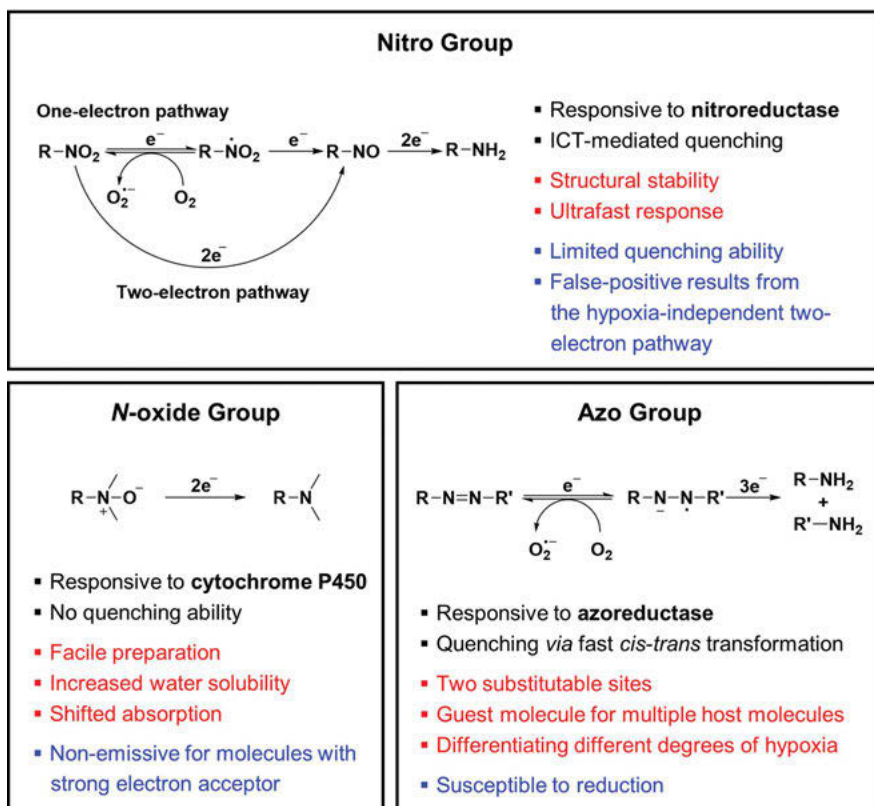 Nitro Group
One-electron pathway
R–NO2 e− R–ṄO2 e− R–NO 2e− R–NH2
O2•− O2
2e−
Two-electron pathway
▪ Responsive to nitroreductase
▪ ICT-mediated quenching
▪ Structural stability
▪ Ultrafast response
▪ Limited quenching ability
▪ False-positive results from
the hypoxia-independent two-
electron pathway
N-oxide Group
R–N–O− 2e− R–N
+
▪ Responsive to cytochrome P450
▪ No quenching ability
▪ Facile preparation
▪ Increased water solubility
▪ Shifted absorption
▪ Non-emissive for molecules with
strong electron acceptor
Azo Group
R–N=N–R' e− R–N–N–R' 3e− R–NH2
− •
+
R'–NH2
O2•− O2
▪ Responsive to azoreductase
▪ Quenching via fast cis-trans transformation
▪ Two substitutable sites
▪ Guest molecule for multiple host molecules
▪ Differentiating different degrees of hypoxia
▪ Susceptible to reduction